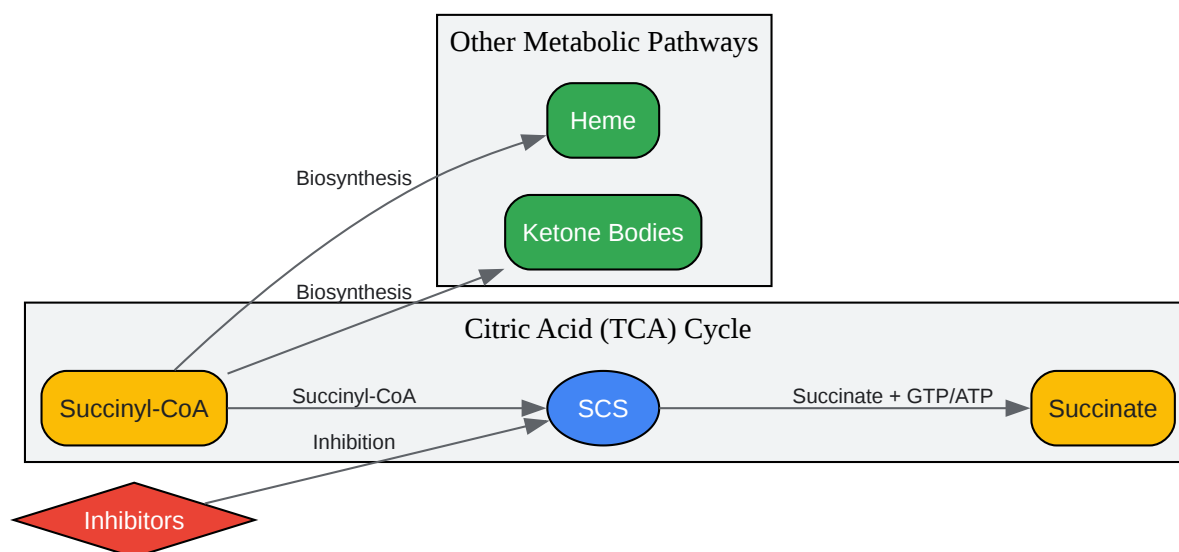 Other Metabolic Pathways
Heme
Biosynthesis
Ketone Bodies
Biosynthesis
Citric Acid (TCA) Cycle
Succinyl-CoA
Succinyl-CoA
SCS
Succinate + GTP/ATP
Succinate
Inhibition
Inhibitors